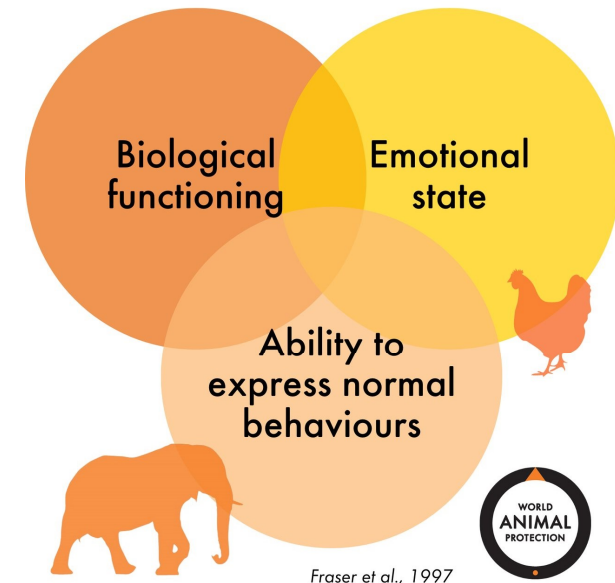 Biological
functioning
Emotional
state
Ability to
express normal
behaviours
WORLD
ANIMAL
PROTECTION
Fraser et al., 1997